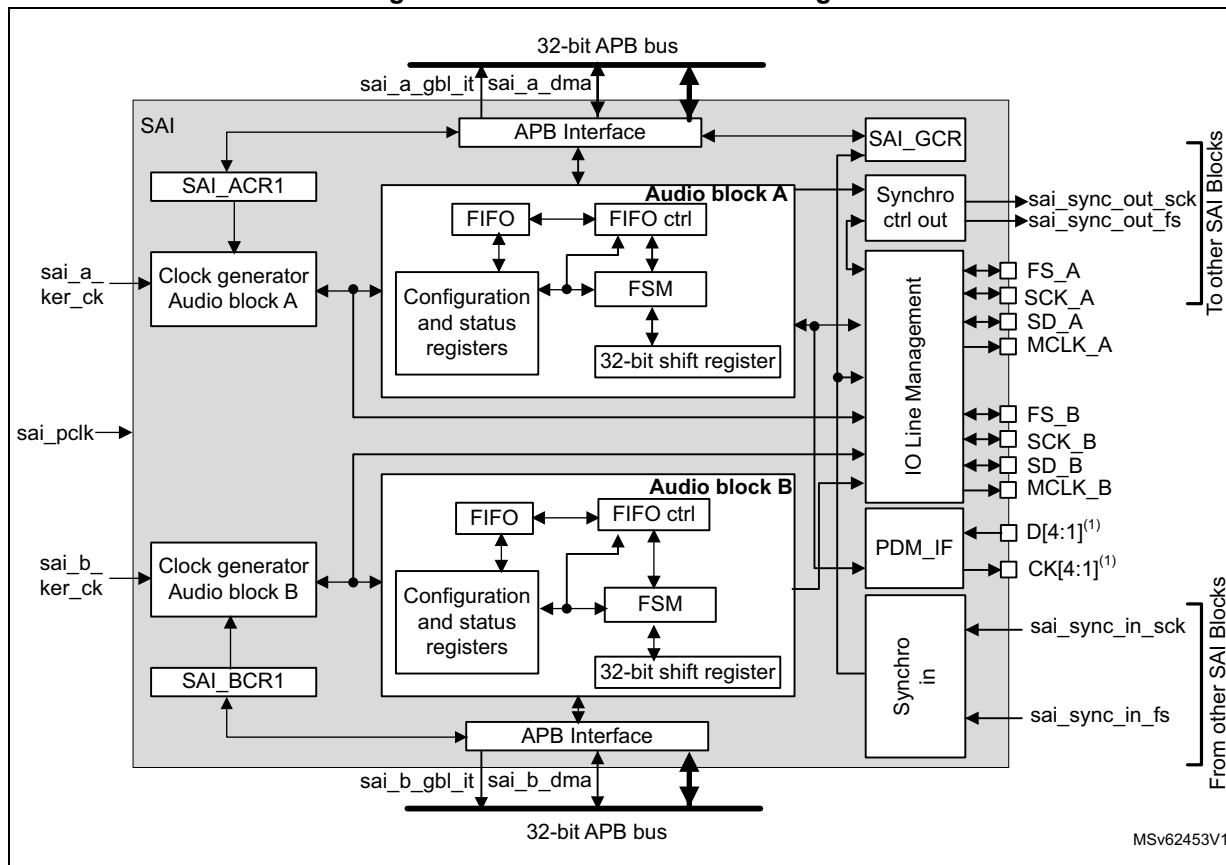 32-bit APB bus
sai_a_gbl_it
sai_a_dma
SAI
APB Interface
SAI_GCR
SAI_ACR1
Audio block A
FIFO
FIFO ctrl
Synchro
ctrl out
sai_sync_out_sck
sai_sync_out_fs
To other SAI Blocks
sai_a_
ker_ck
Clock generator
Audio block A
Configuration
and status
registers
FSM
32-bit shift register
IO Line Management
FS_A
SCK_A
SD_A
MCLK_A
sai_pclk
FS_B
SCK_B
SD_B
MCLK_B
Audio block B
FIFO
FIFO ctrl
sai_b_
ker_ck
Clock generator
Audio block B
Configuration
and status
registers
FSM
32-bit shift register
PDM_IF
D[4:1](1)
CK[4:1](1)
SAI_BCR1
Synchro
in
sai_sync_in_sck
sai_sync_in_fs
From other SAI Blocks
APB Interface
sai_b_gbl_it
sai_b_dma
32-bit APB bus
MSv62453V1